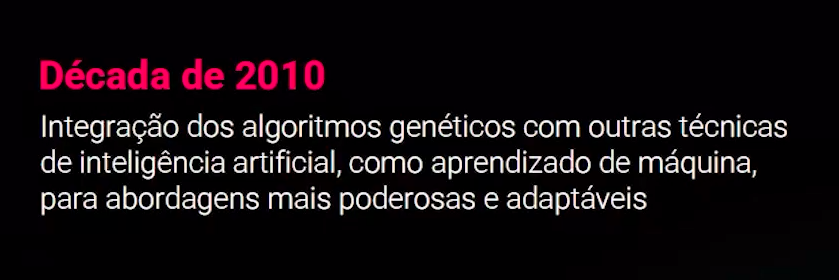 Década de 2010
Integração dos algoritmos genéticos com outras técnicas
de inteligência artificial, como aprendizado de máquina,
para abordagens mais poderosas e adaptáveis